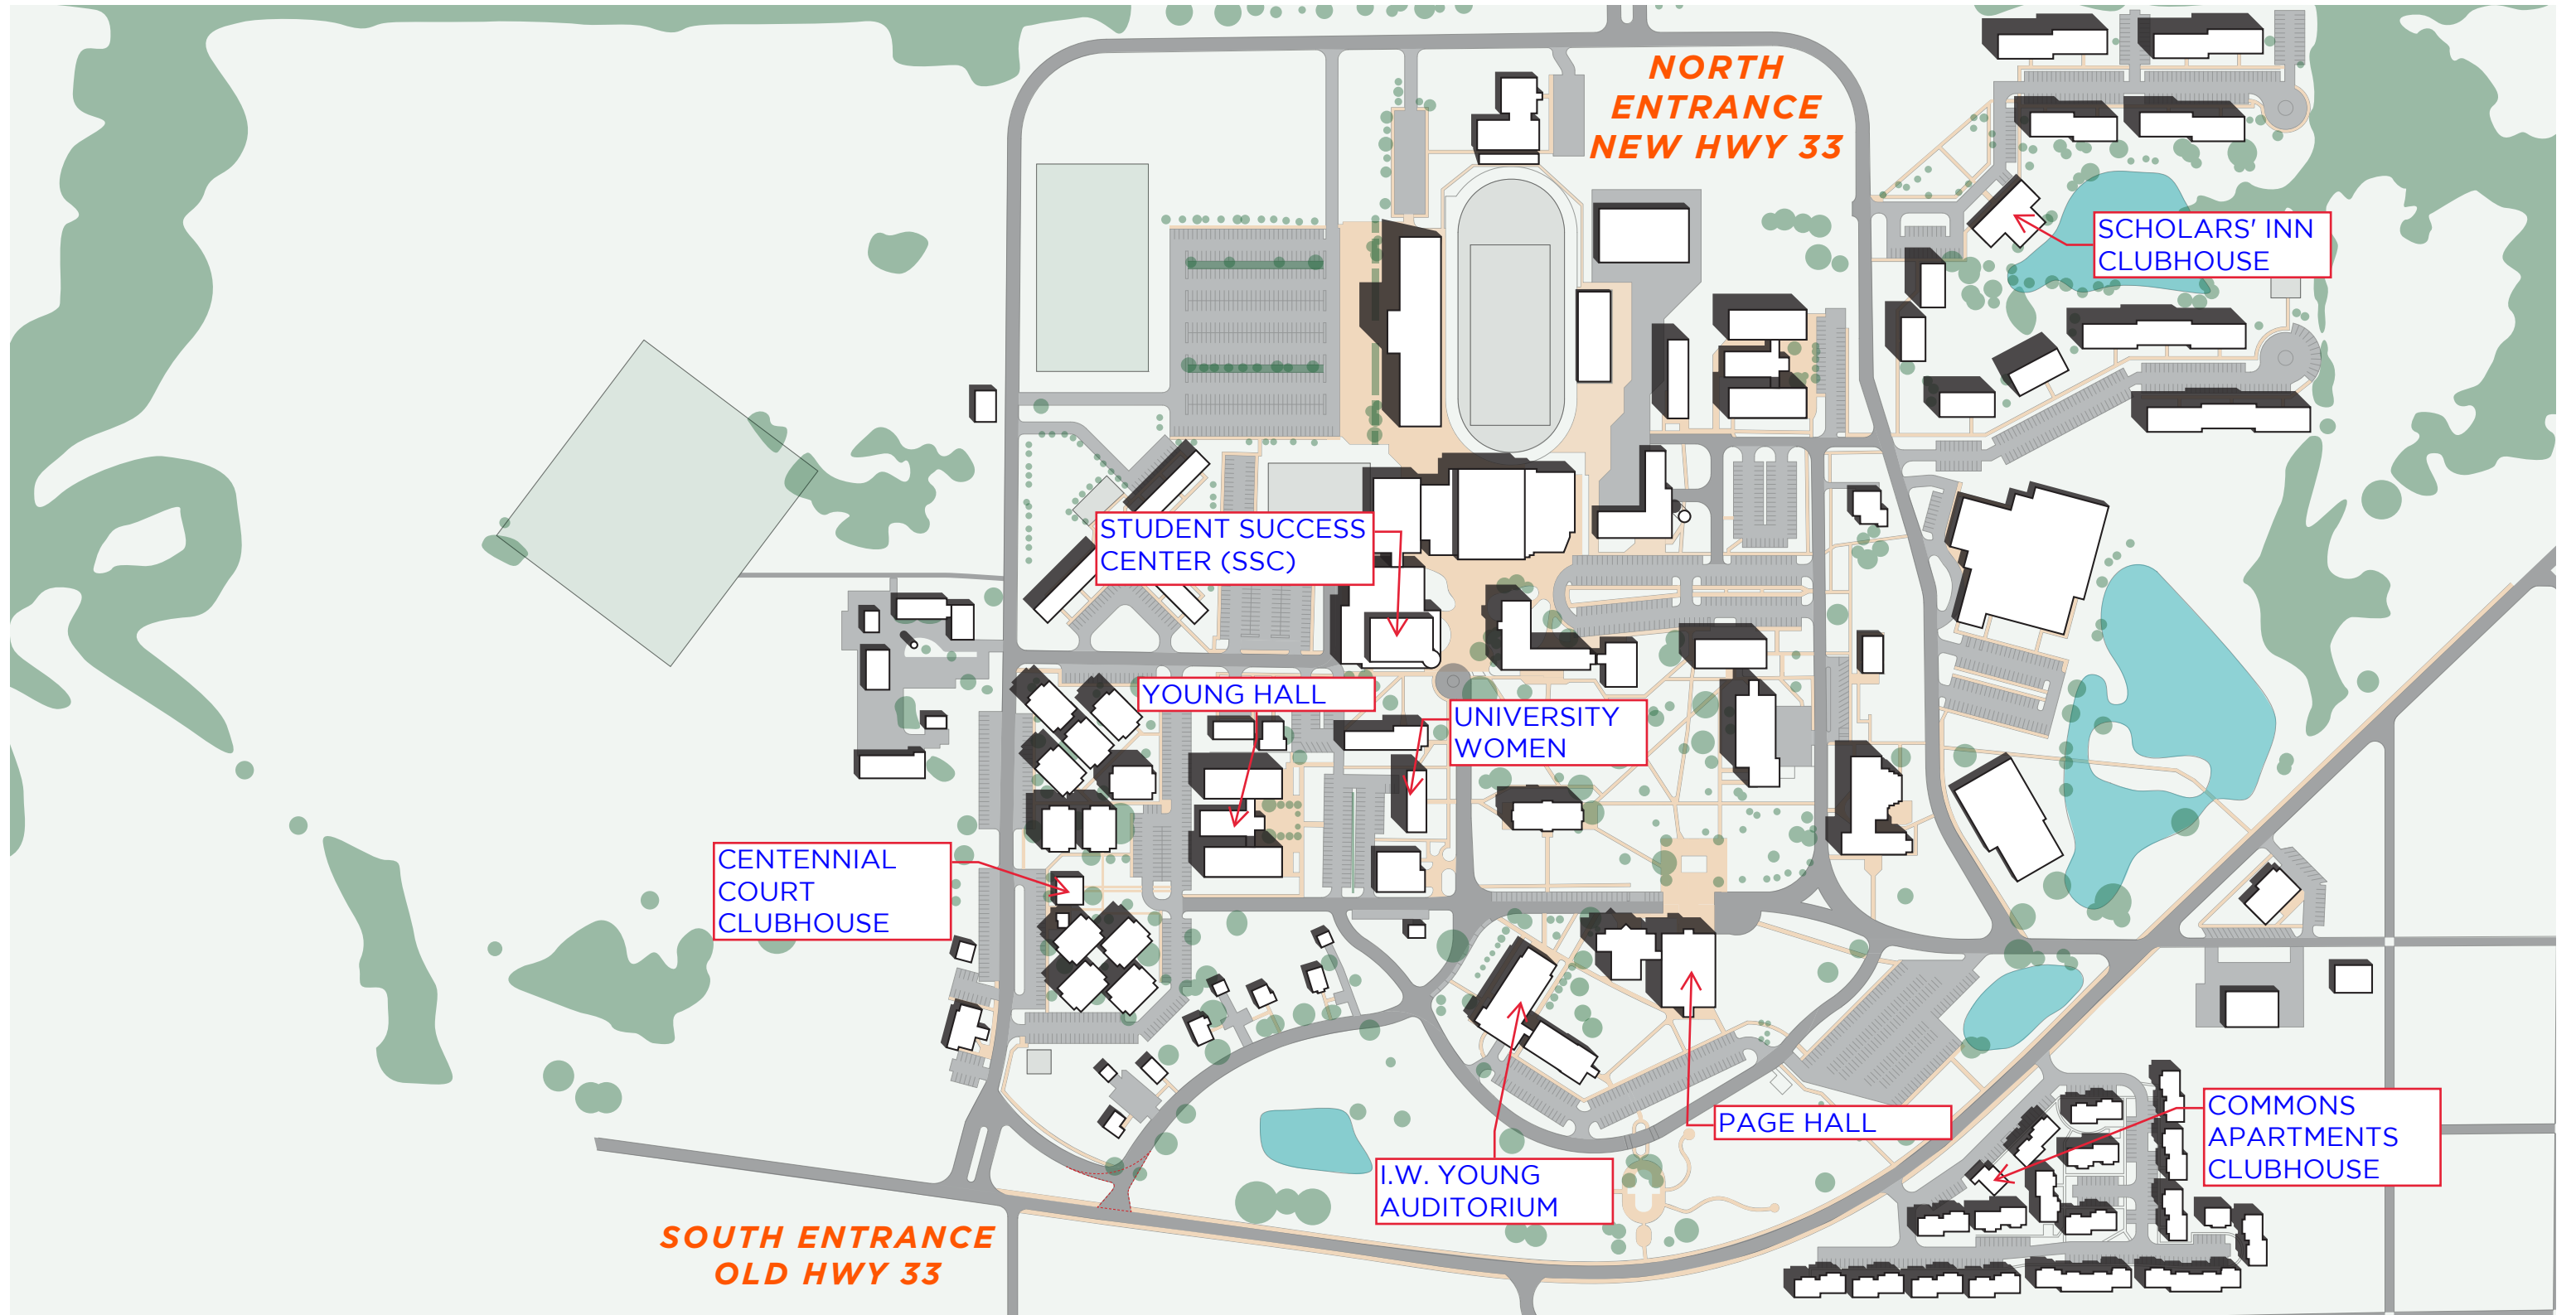 NORTH
ENTRANCE
NEW HWY 33
SCHOLARS' INN
CLUBHOUSE
STUDENT SUCCESS
CENTER (SSC)
YOUNG HALL
UNIVERSITY
WOMEN
CENTENNIAL
COURT
CLUBHOUSE
PAGE HALL
COMMONS
APARTMENTS
CLUBHOUSE
I.W. YOUNG
AUDITORIUM
SOUTH ENTRANCE
OLD HWY 33